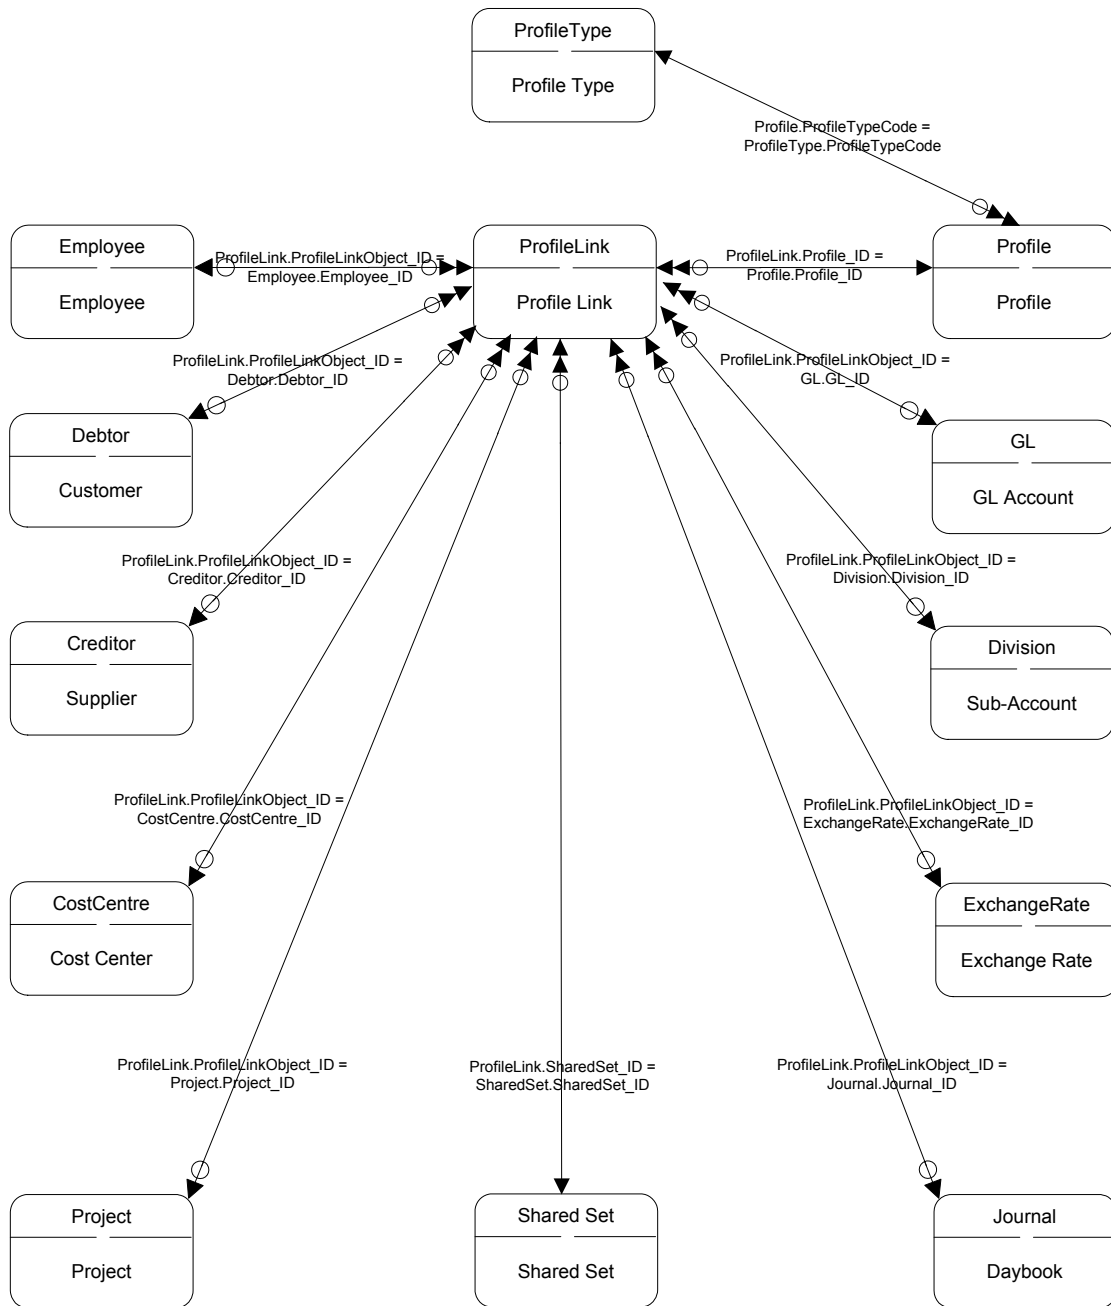 ProfileType
Profile Type
Profile.ProfileTypeCode =
ProfileType.ProfileTypeCode
Employee
Employee
ProfileLink.ProfileLinkObject_ID =
Employee.Employee_ID
ProfileLink
Profile Link
ProfileLink.Profile_ID =
Profile.Profile_ID
Profile
Profile
ProfileLink.ProfileLinkObject_ID =
Debtor.Debtor_ID
ProfileLink.ProfileLinkObject_ID =
GL.GL_ID
Debtor
Customer
GL
GL Account
ProfileLink.ProfileLinkObject_ID =
Creditor.Creditor_ID
ProfileLink.ProfileLinkObject_ID =
Division.Division_ID
Creditor
Supplier
Division
Sub-Account
ProfileLink.ProfileLinkObject_ID =
CostCentre.CostCentre_ID
ProfileLink.ProfileLinkObject_ID =
ExchangeRate.ExchangeRate_ID
CostCentre
Cost Center
ExchangeRate
Exchange Rate
ProfileLink.ProfileLinkObject_ID =
Project.Project_ID
ProfileLink.SharedSet_ID =
SharedSet.SharedSet_ID
ProfileLink.ProfileLinkObject_ID =
Journal.Journal_ID
Project
Project
Shared Set
Shared Set
Journal
Daybook